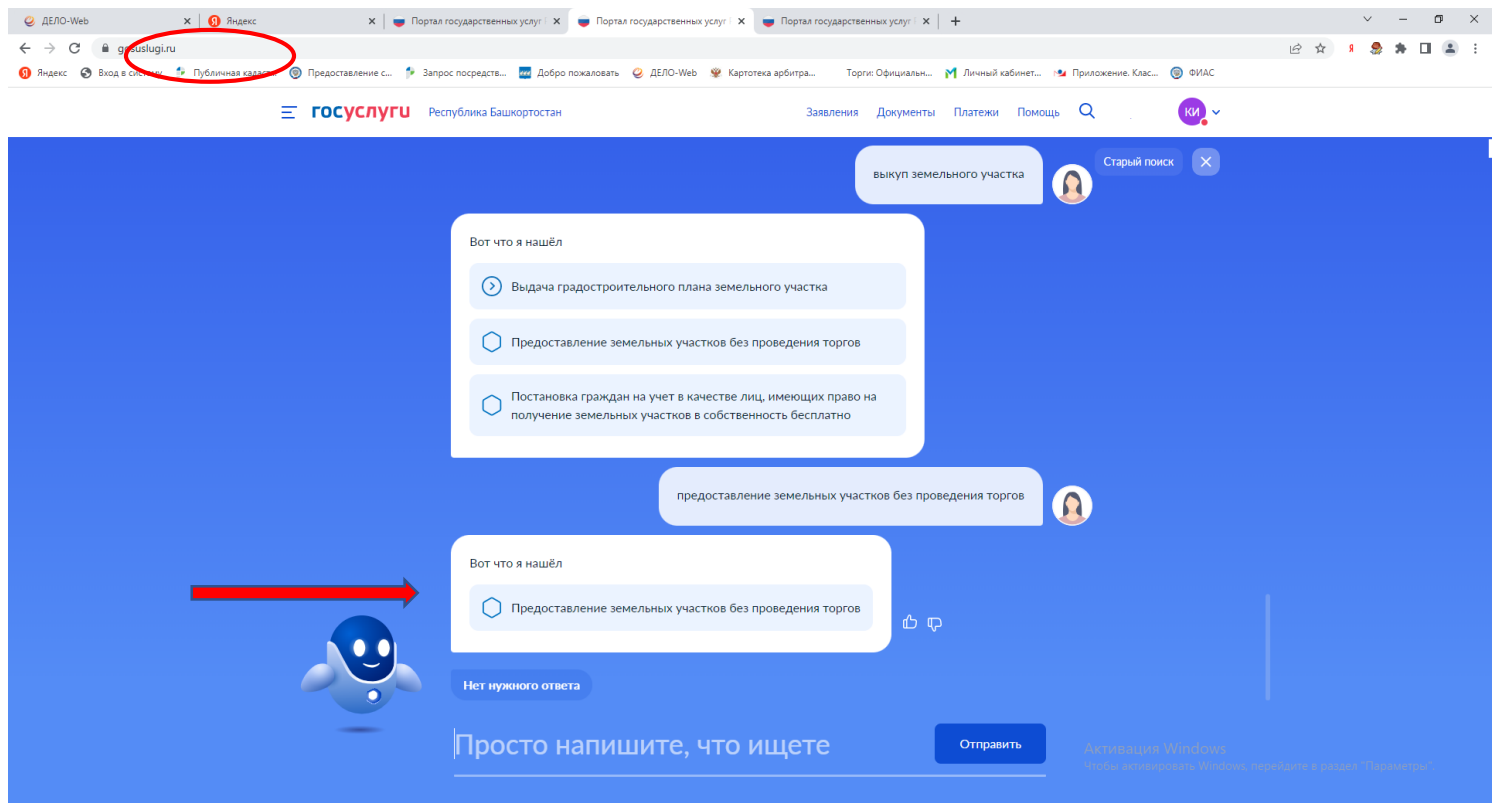 ДЕЛО-Web
Яндекс
Портал государственных услуг
Портал государственных услуг
Портал государственных услуг
gosuslugi.ru
Яндекс
Вход в систему
Публичная кадаст...
Предоставление с...
Запрос посредств...
Добро пожаловать
ДЕЛО-Web
Картотека арбитра...
Торги: Официальн...
Личный кабинет...
Приложение. Клас...
ФИАС
госуслуги
Республика Башкортостан
Заявления
Документы
Платежи
Помощь
КИ
выкуп земельного участка
Старый поиск
Вот что я нашёл
Выдача градостроительного плана земельного участка
Предоставление земельных участков без проведения торгов
Постановка граждан на учет в качестве лиц, имеющих право на
получение земельных участков в собственность бесплатно
предоставление земельных участков без проведения торгов
Вот что я нашёл
Предоставление земельных участков без проведения торгов
Нет нужного ответа
Просто напишите, что ищете
Отправить
Активация Windows
Чтобы активировать Windows, перейдите в раздел "Параметры".